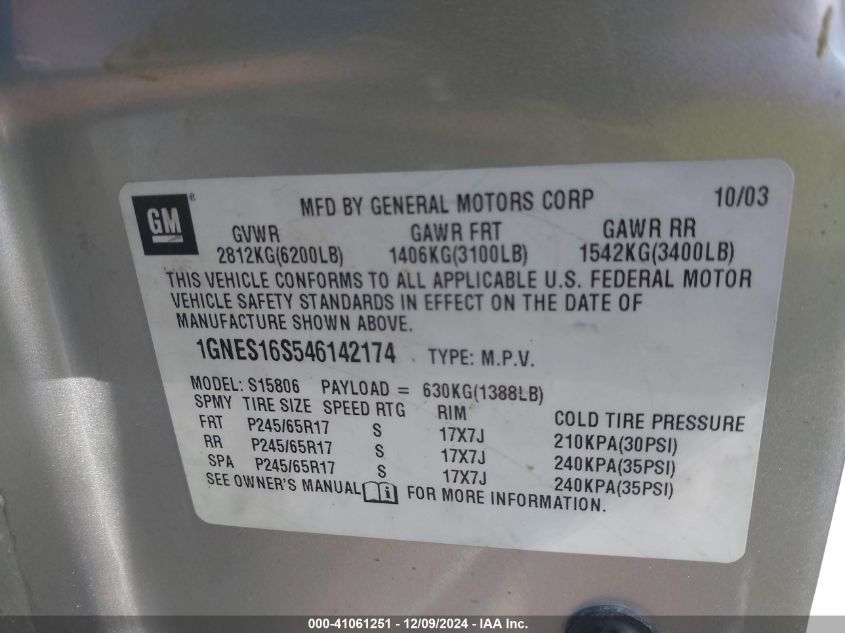 GM ® MFD BY GENERAL MOTORS CORP 10/03
GVWR GAWR FRT GAWR RR
2812KG(6200LB) 1406KG(3100LB) 1542KG(3400LB)
THIS VEHICLE CONFORMS TO ALL APPLICABLE U.S. FEDERAL MOTOR
VEHICLE SAFETY STANDARDS IN EFFECT ON THE DATE OF
MANUFACTURE SHOWN ABOVE.
1GNES16S546142174 TYPE: M.P.V.
MODEL: S15806 PAYLOAD = 630KG(1388LB)
SPMY TIRE SIZE SPEED RTG RIM COLD TIRE PRESSURE
FRT P245/65R17 S 17X7J 210KPA(30PSI)
RR P245/65R17 S 17X7J 240KPA(35PSI)
SPA P245/65R17 S 17X7J 240KPA(35PSI)
SEE OWNER'S MANUAL FOR MORE INFORMATION.
000-41061251 - 12/09/2024 - IAA Inc.